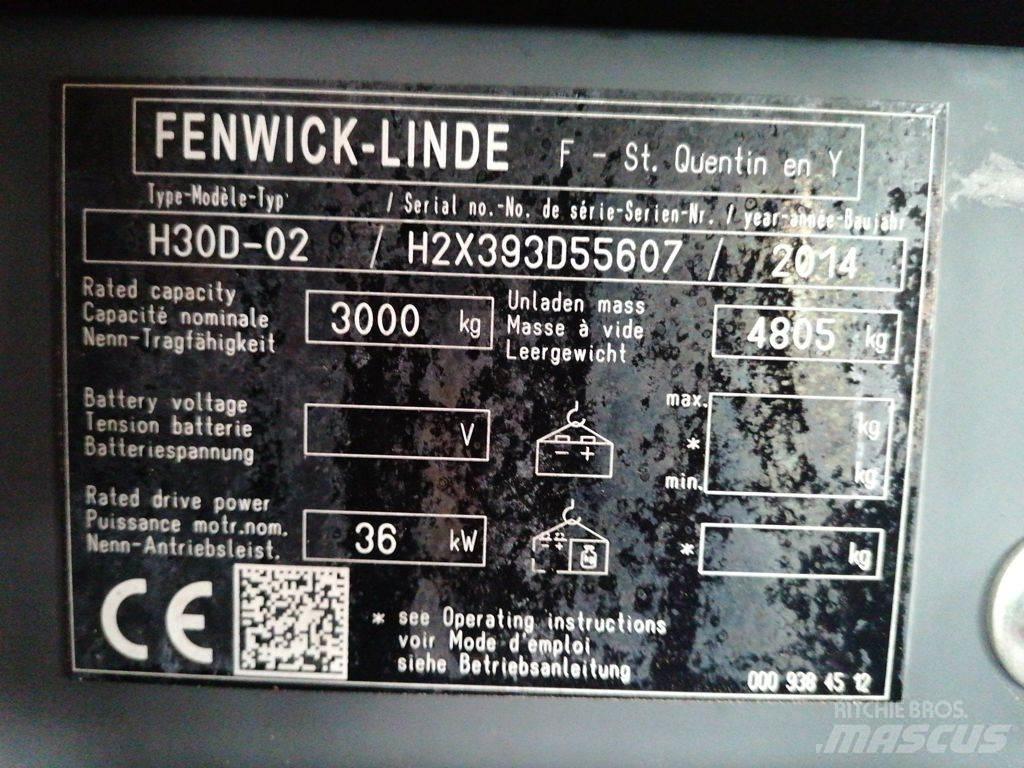 FENWICK-LINDE F - St. Quentin en Y
Type-Modèle-Typ / Serial no.-No. de série-Serien-Nr. / year-année-Baujahr
H30D-02 / H2X393D55607 / 2014
Rated capacity
Capacité nominale
Nenn-Tragfähigkeit
3000 kg
Unladen mass
Masse à vide
Leergewicht
4805 kg
Battery voltage
Tension batterie
Batteriespannung
V
- +
max. kg
*
min. kg
Rated drive power
Puissance motr.nom.
Nenn-Antriebsleist.
36 kW
* kg
CE
* see Operating instructions
voir Mode d'emploi
siehe Betriebsanleitung
000 938 45 12
RITCHIE BROS.
MASCUS